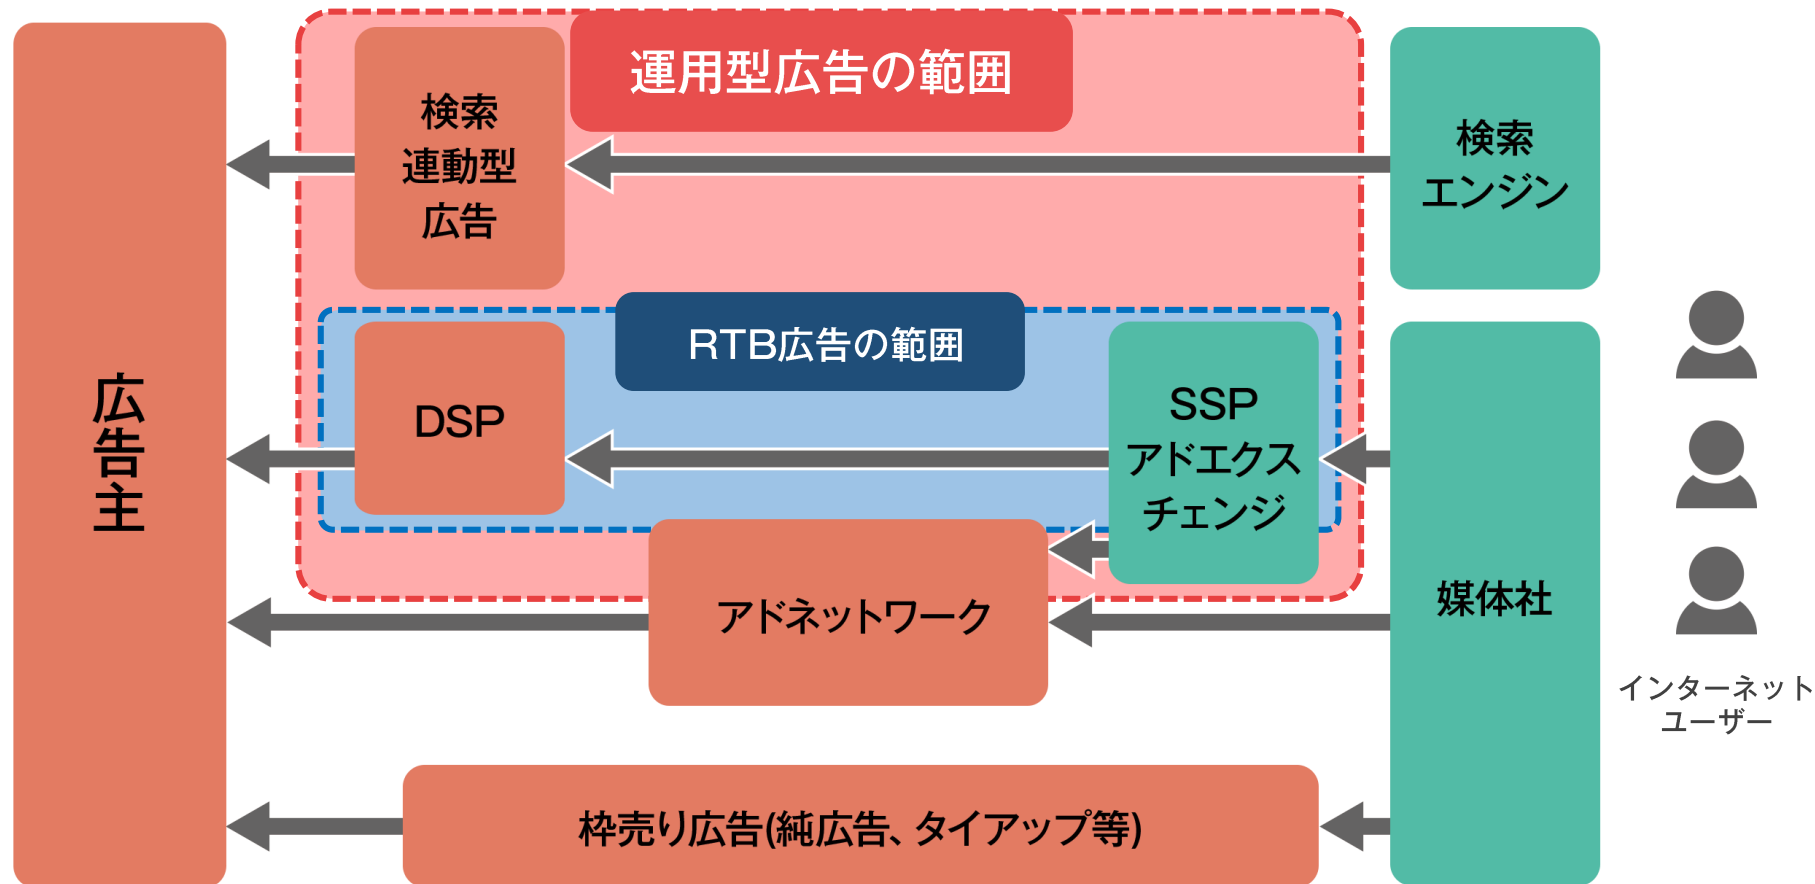 運用型広告の範囲
検索
連動型
広告
検索
エンジン
RTB広告の範囲
DSP
SSP
アドエクス
チェンジ
広告主
アドネットワーク
媒体社
インターネット
ユーザー
枠売り広告(純広告、タイアップ等)